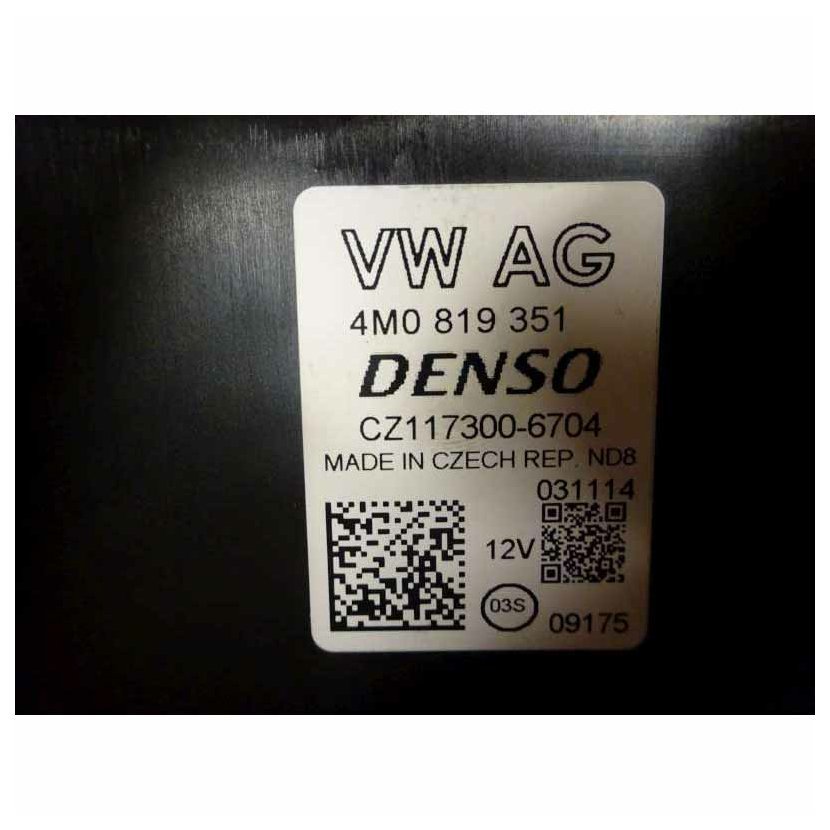 VW AG
4M0 819 351
DENSO
CZ117300-6704
MADE IN CZECH REP. ND8
031114
12V
03S
09175